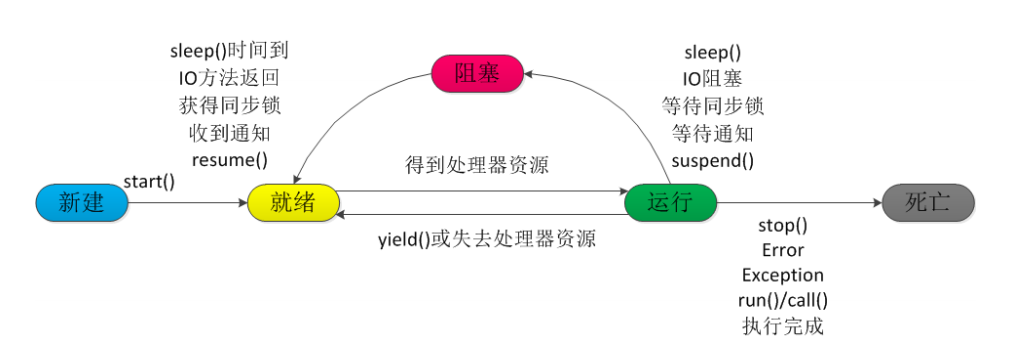 sleep()时间到
IO方法返回
获得同步锁
收到通知
resume()
阻塞
sleep()
IO阻塞
等待同步锁
等待通知
suspend()
新建
start()
就绪
得到处理器资源
yield()或失去处理器资源
运行
死亡
stop()
Error
Exception
run()/call()
执行完成